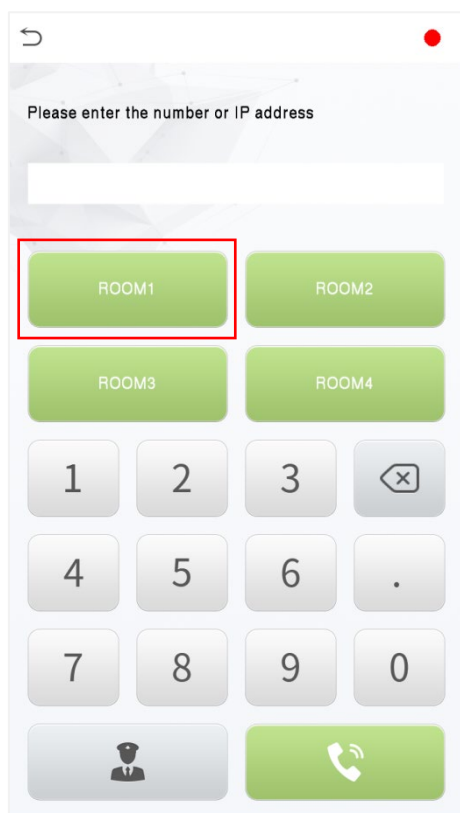 Please enter the number or IP address
ROOM1 ROOM2
ROOM3 ROOM4
1 2 3
4 5 6 .
7 8 9 0